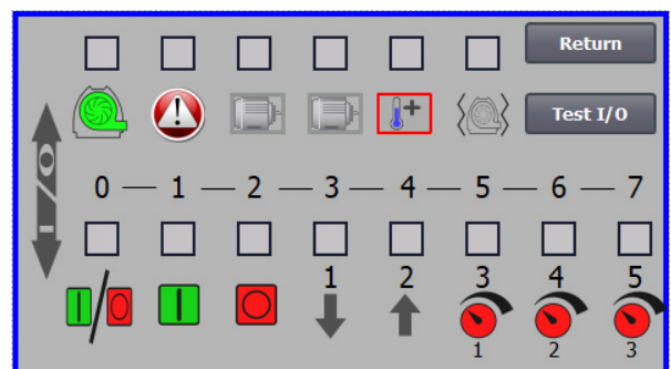 Return
Test I/O
I/O
0 — 1 — 2 — 3 — 4 — 5 — 6 — 7
1 2 3 4 5
1 2 3